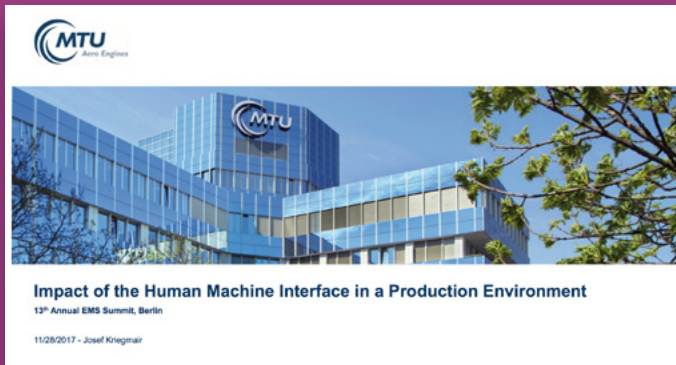 MTU
Aero Engines
MTU
Impact of the Human Machine Interface in a Production Environment
13th Annual EMS Summit, Berlin
11/28/2017 - Josef Kriegmair